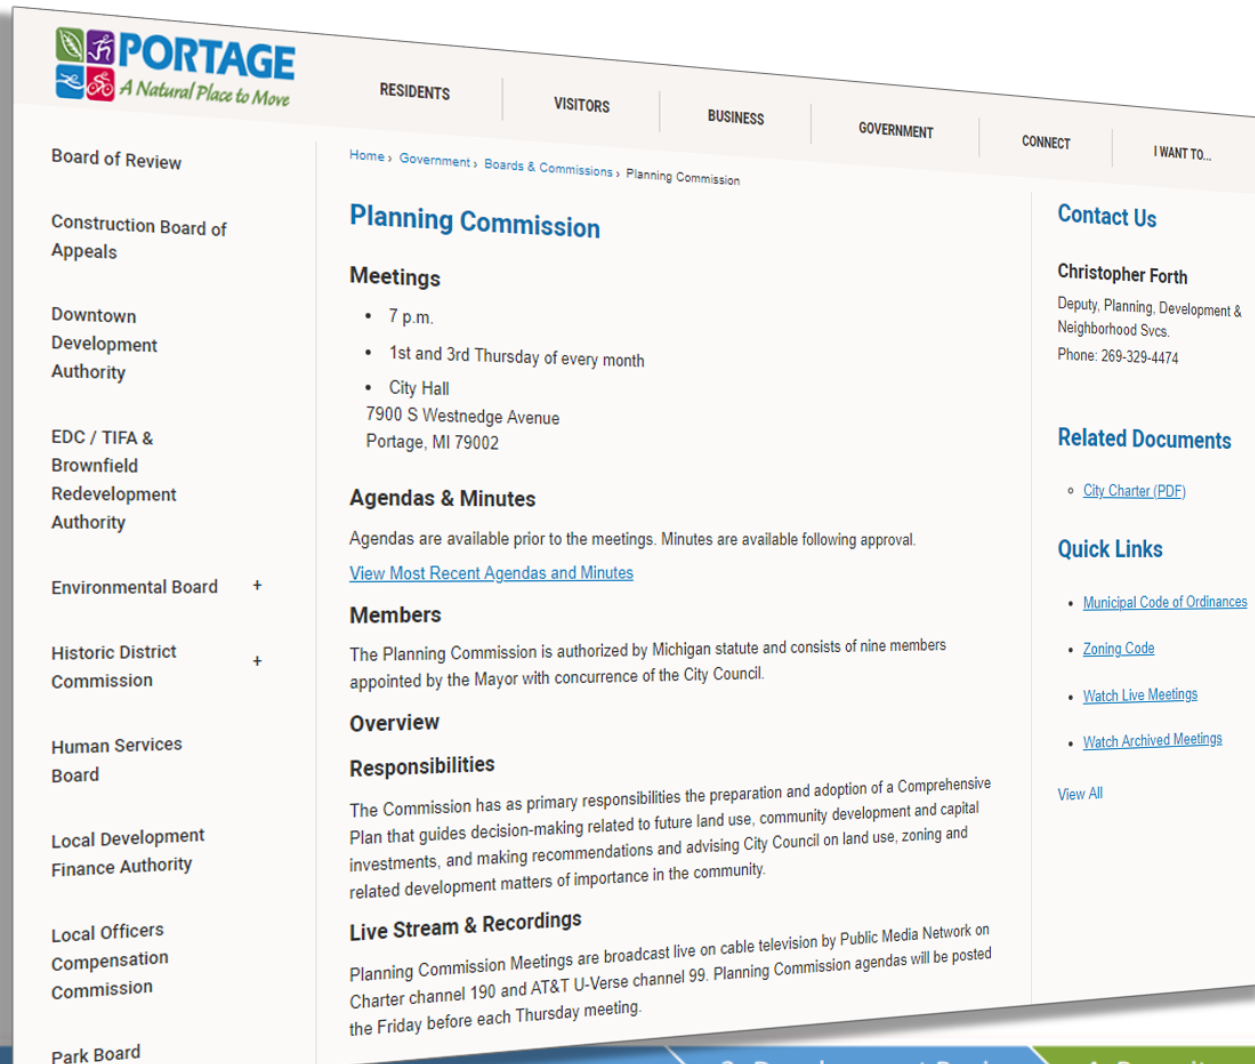 PORTAGE
A Natural Place to Move
RESIDENTS
VISITORS
BUSINESS
GOVERNMENT
CONNECT
I WANT TO...
Board of Review
Construction Board of
Appeals
Downtown
Development
Authority
EDC / TIFA &
Brownfield
Redevelopment
Authority
Environmental Board +
Historic District
Commission +
Human Services
Board
Local Development
Finance Authority
Local Officers
Compensation
Commission
Park Board
Home › Government › Boards & Commissions › Planning Commission
Planning Commission
Meetings
• 7 p.m.
• 1st and 3rd Thursday of every month
• City Hall
7900 S Westnedge Avenue
Portage, MI 79002
Agendas & Minutes
Agendas are available prior to the meetings. Minutes are available following approval.
View Most Recent Agendas and Minutes
Members
The Planning Commission is authorized by Michigan statute and consists of nine members
appointed by the Mayor with concurrence of the City Council.
Overview
Responsibilities
The Commission has as primary responsibilities the preparation and adoption of a Comprehensive
Plan that guides decision-making related to future land use, community development and capital
investments, and making recommendations and advising City Council on land use, zoning and
related development matters of importance in the community.
Live Stream & Recordings
Planning Commission Meetings are broadcast live on cable television by Public Media Network on
Charter channel 190 and AT&T U-Verse channel 99. Planning Commission agendas will be posted
the Friday before each Thursday meeting.
Contact Us
Christopher Forth
Deputy, Planning, Development &
Neighborhood Svcs.
Phone: 269-329-4474
Related Documents
City Charter (PDF)
Quick Links
• Municipal Code of Ordinances
• Zoning Code
• Watch Live Meetings
• Watch Archived Meetings
View All